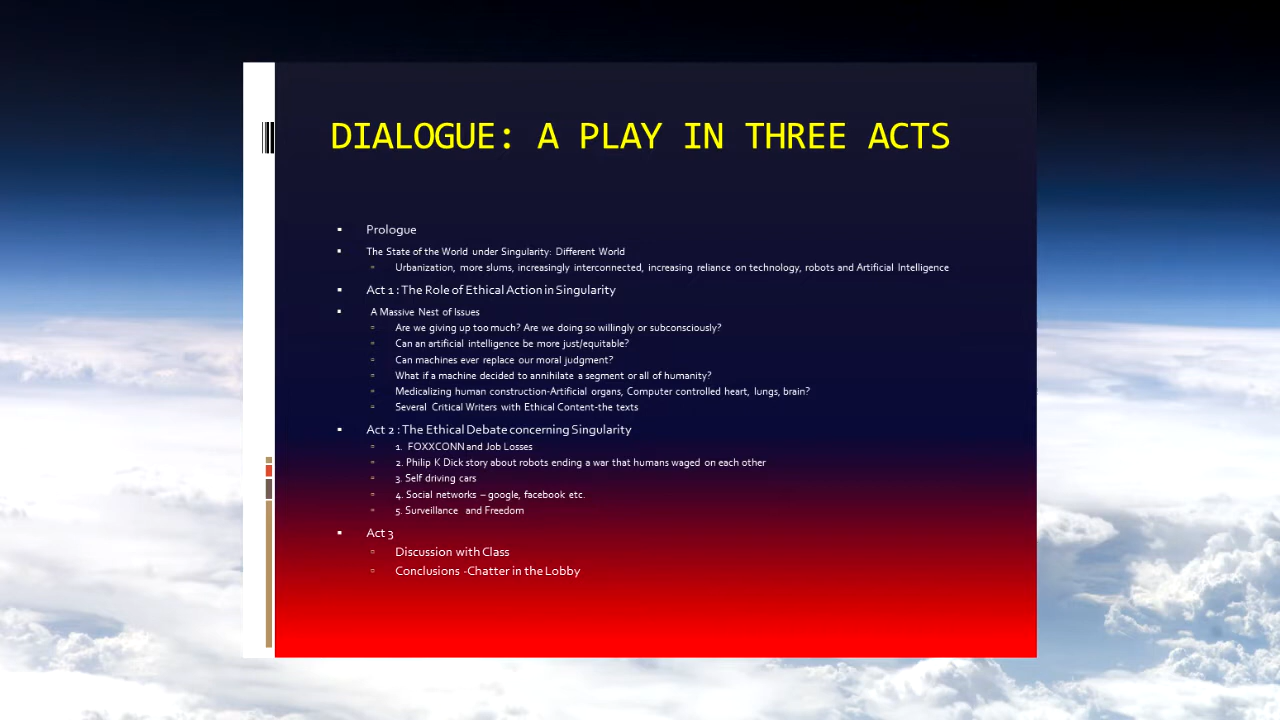 DIALOGUE: A PLAY IN THREE ACTS
Prologue
The State of the World under Singularity: Different World
Urbanization, more slums, increasingly interconnected, increasing reliance on technology, robots and Artificial Intelligence
Act 1 : The Role of Ethical Action in Singularity
A Massive Nest of Issues
Are we giving up too much? Are we doing so willingly or subconsciously?
Can an artificial intelligence be more just/equitable?
Can machines ever replace our moral judgment?
What if a machine decided to annihilate a segment or all of humanity?
Medicalizing human construction-Artificial organs, Computer controlled heart, lungs, brain?
Several Critical Writers with Ethical Content-the texts
Act 2 : The Ethical Debate concerning Singularity
1. FOXXCONN and Job Losses
2. Philip K Dick story about robots ending a war that humans waged on each other
3. Self driving cars
4. Social networks – google, facebook etc.
5. Surveillance and Freedom
Act 3
Discussion with Class
Conclusions -Chatter in the Lobby